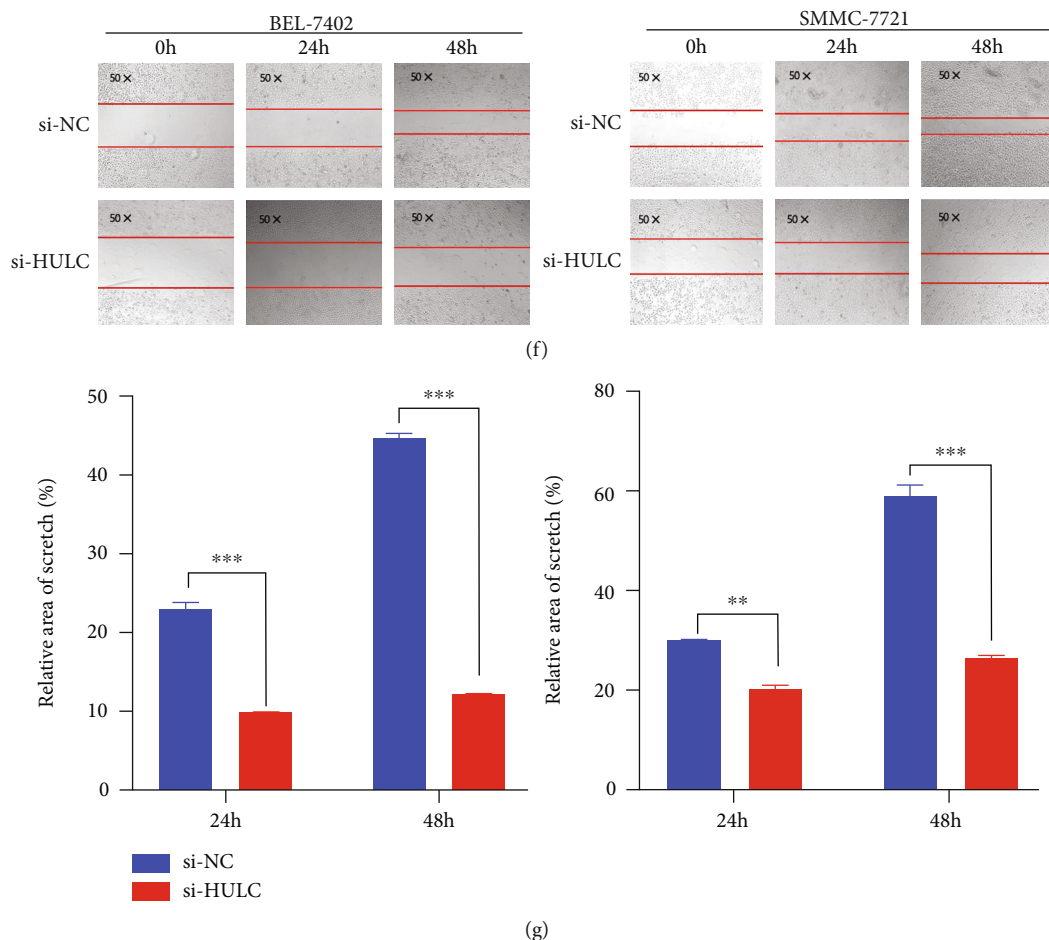 BEL-7402
0h 24h 48h
si-NC
50 × 50 × 50 ×
si-HULC
50 × 50 × 50 ×
SMMC-7721
0h 24h 48h
si-NC
50 × 50 × 50 ×
si-HULC
50 × 50 × 50 ×
(f)
Relative area of scretch (%)
50
40
30
20
10
0
***
***
24h 48h
Relative area of scretch (%)
80
60
40
20
0
**
***
24h 48h
si-NC
si-HULC
(g)